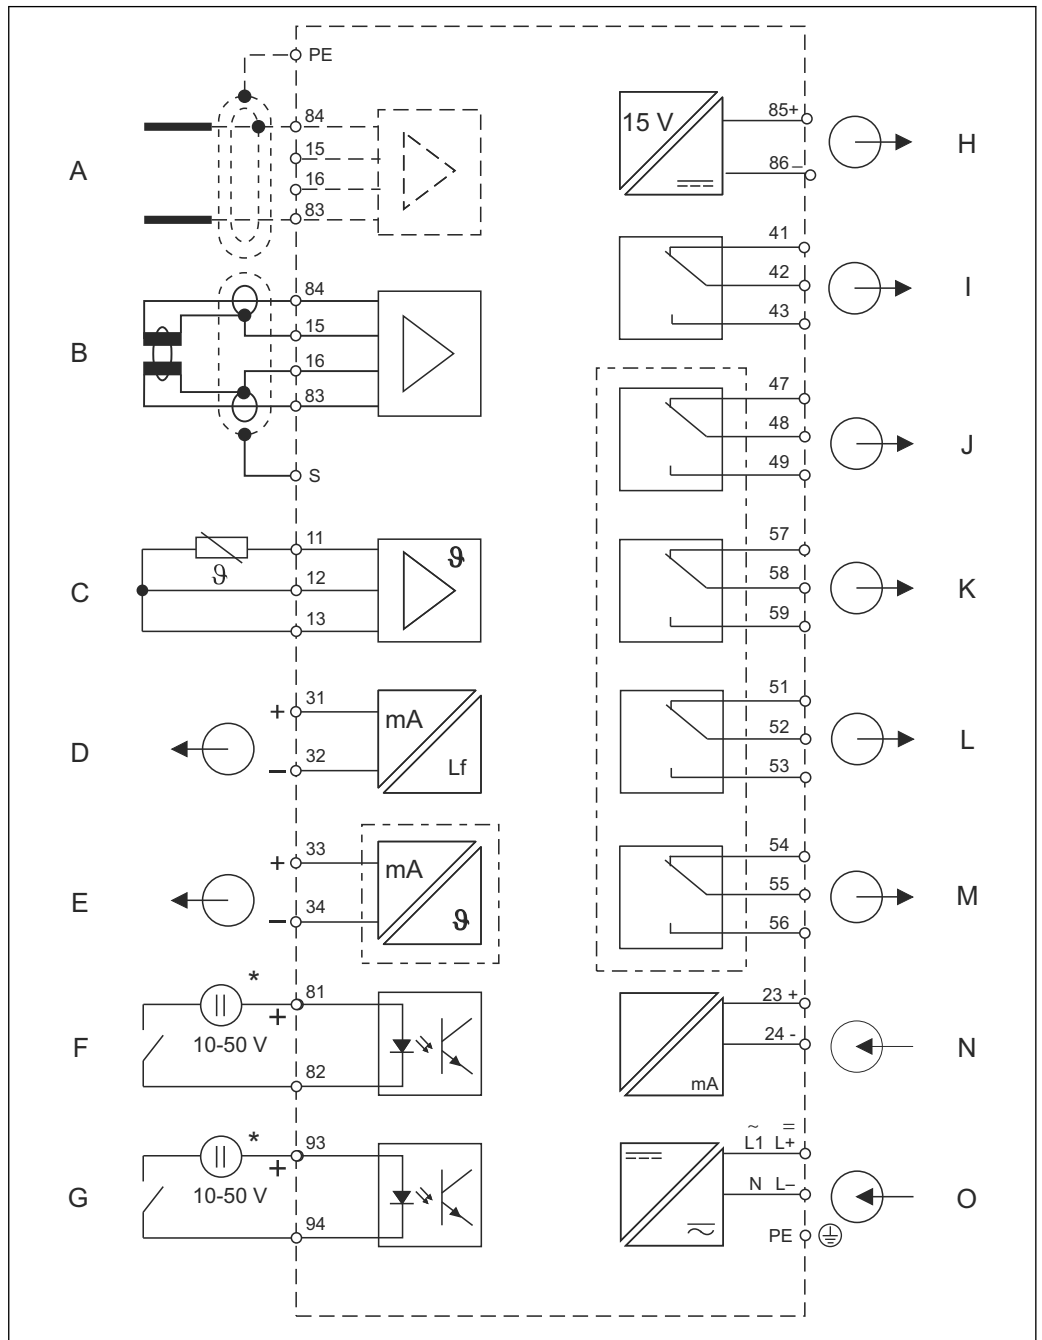 PE
A
84
15
16
83
B
84
15
16
83
S
C
ϑ
11
12
13
ϑ
D
+
31
−
32
mA
Lf
E
+
33
−
34
mA
ϑ
F
*
+
10-50 V
81
82
G
*
+
10-50 V
93
94
15 V
85+
86−
H
41
42
43
I
47
48
49
J
57
58
59
K
51
52
53
L
54
55
56
M
mA
23 +
24 -
N
~ =
L1 L+
N L–
PE
O